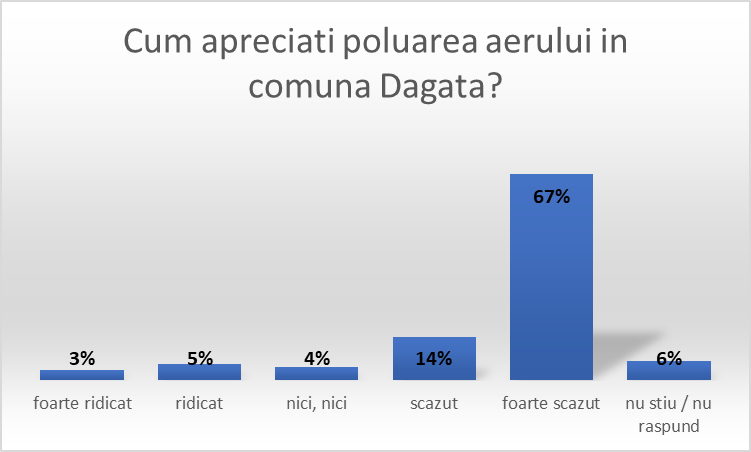 Cum apreciati poluarea aerului in
comuna Dagata?
67%
14%
3%
5%
4%
6%
foarte ridicat
ridicat
nici, nici
scazut
foarte scazut
nu stiu / nu
raspund